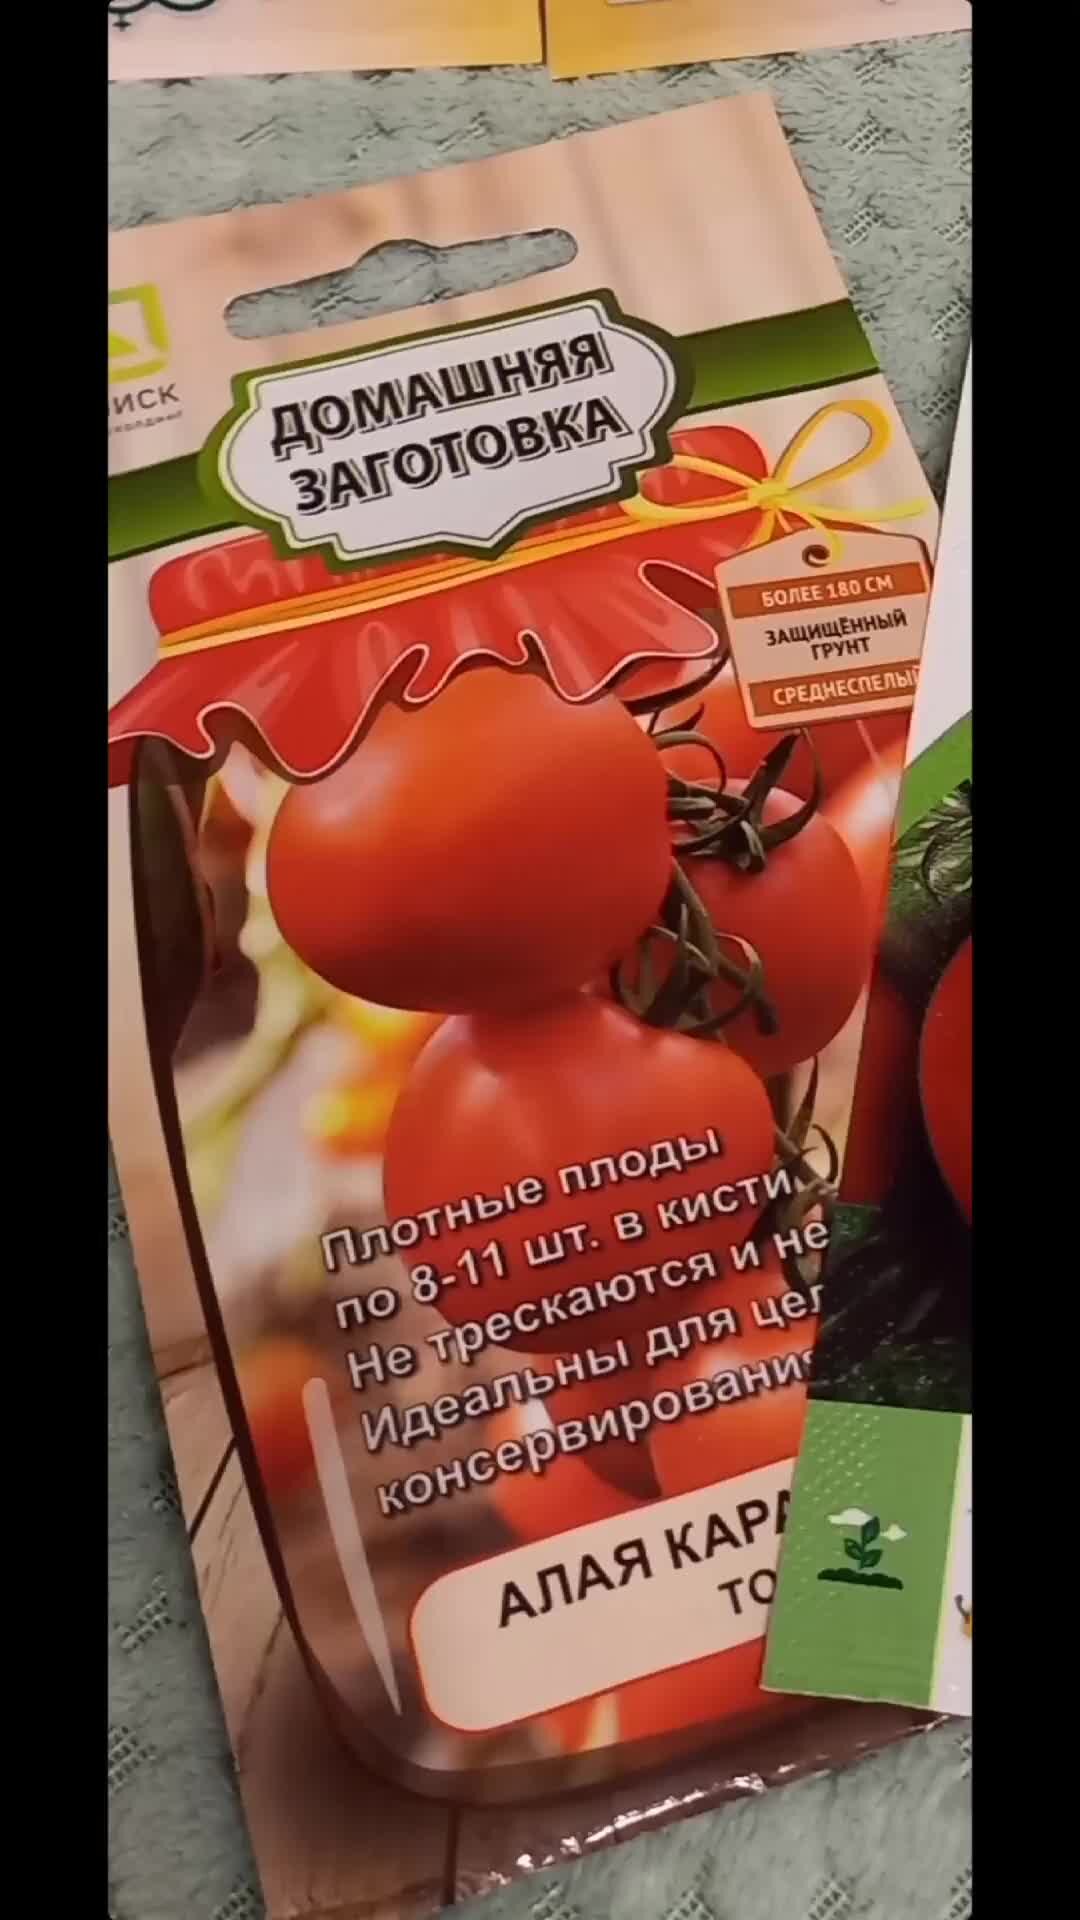 ДОМАШНЯЯ
ЗАГОТОВКА
БОЛЕЕ 180 СМ
ЗАЩИЩЁННЫЙ
ГРУНТ
СРЕДНЕСПЕЛЫЙ
Плотные плоды
по 8-11 шт. в кисти.
Не трескаются и не
Идеальны для
консервирования
АЛАЯ